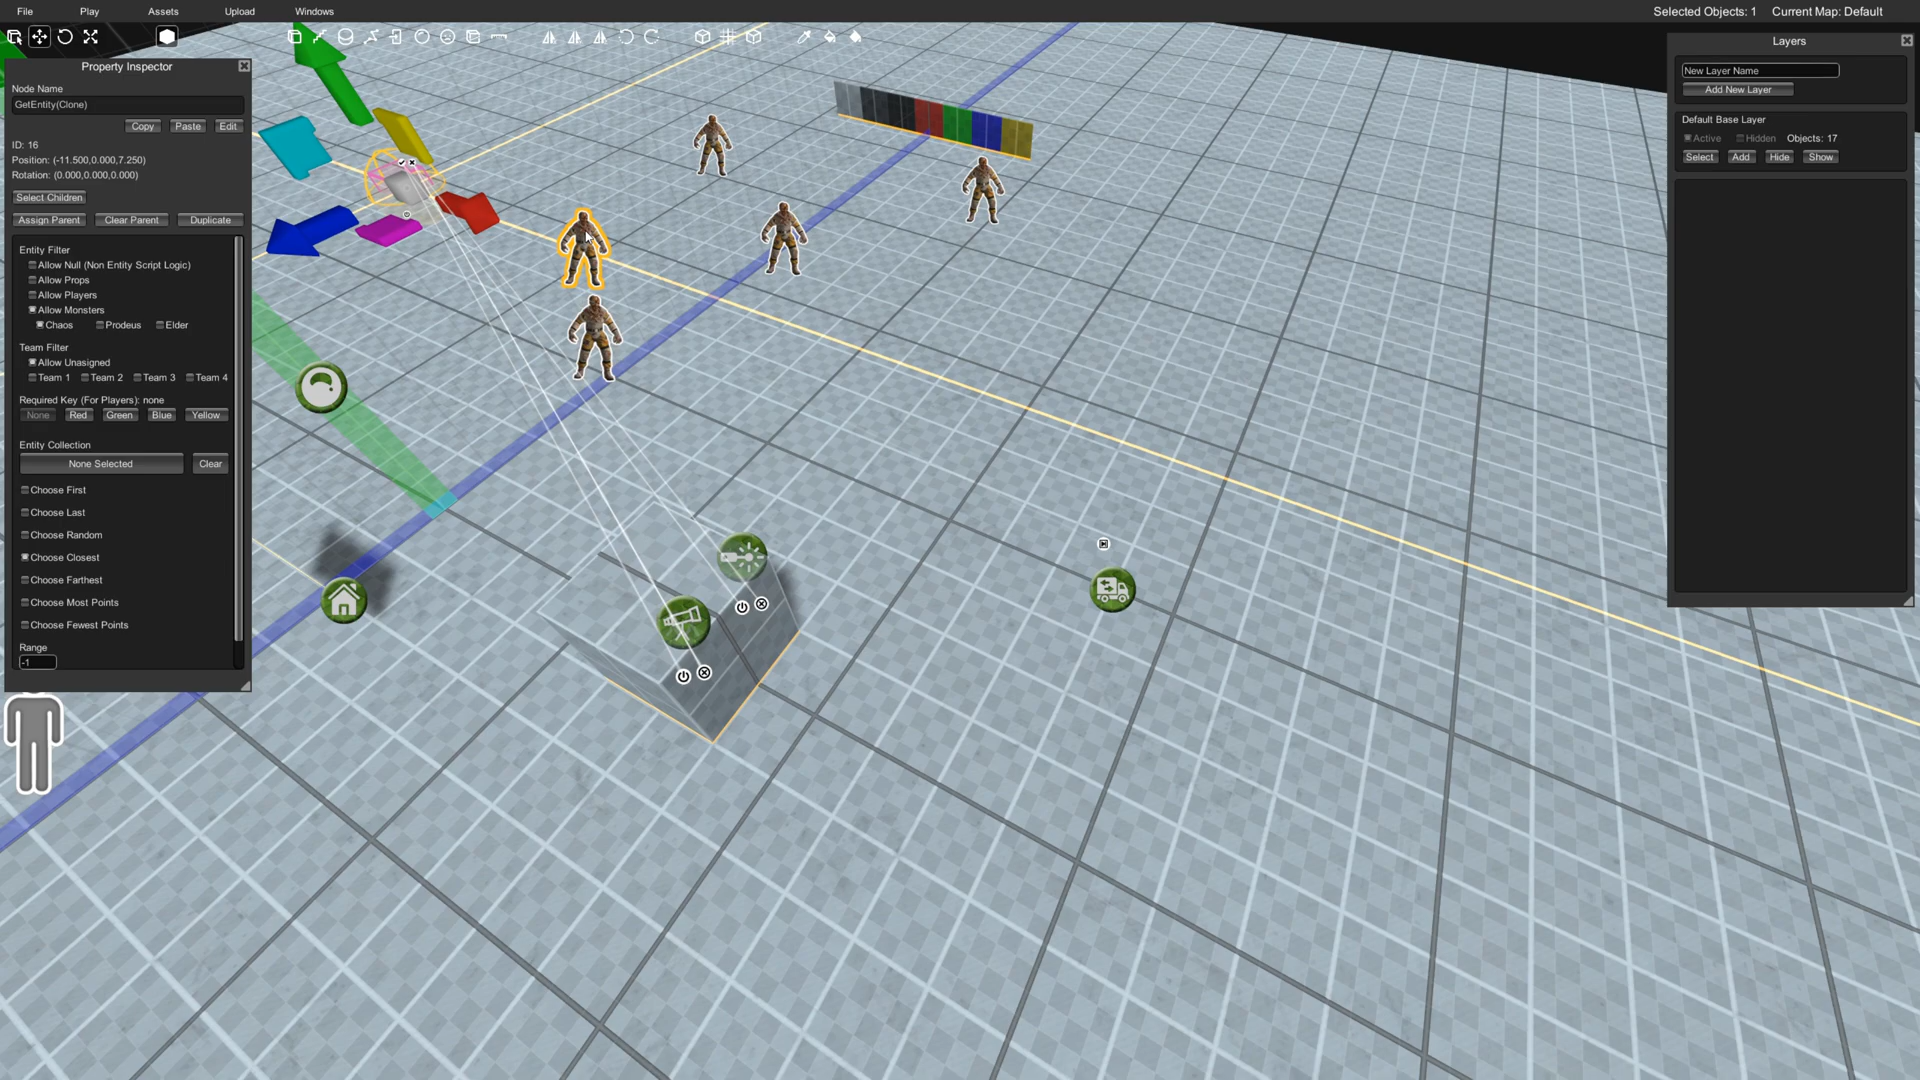 File Play Assets Upload Windows Selected Objects: 1 Current Map: Default
Property Inspector
Node Name
GetEntity(Clone)
Copy Paste Edit
ID: 16
Position: (-11.500,0.000,7.250)
Rotation: (0.000,0.000,0.000)
Select Children
Assign Parent Clear Parent Duplicate
Entity Filter
Allow Null (Non Entity Script Logic)
Allow Props
Allow Players
Allow Monsters
Chaos Prodeus Elder
Team Filter
Allow Unasigned
Team 1 Team 2 Team 3 Team 4
Required Key (For Players): none
None Red Green Blue Yellow
Entity Collection
None Selected Clear
Choose First
Choose Last
Choose Random
Choose Closest
Choose Farthest
Choose Most Points
Choose Fewest Points
Range
-1
Layers
New Layer Name
Add New Layer
Default Base Layer
Active Hidden Objects: 17
Select Add Hide Show